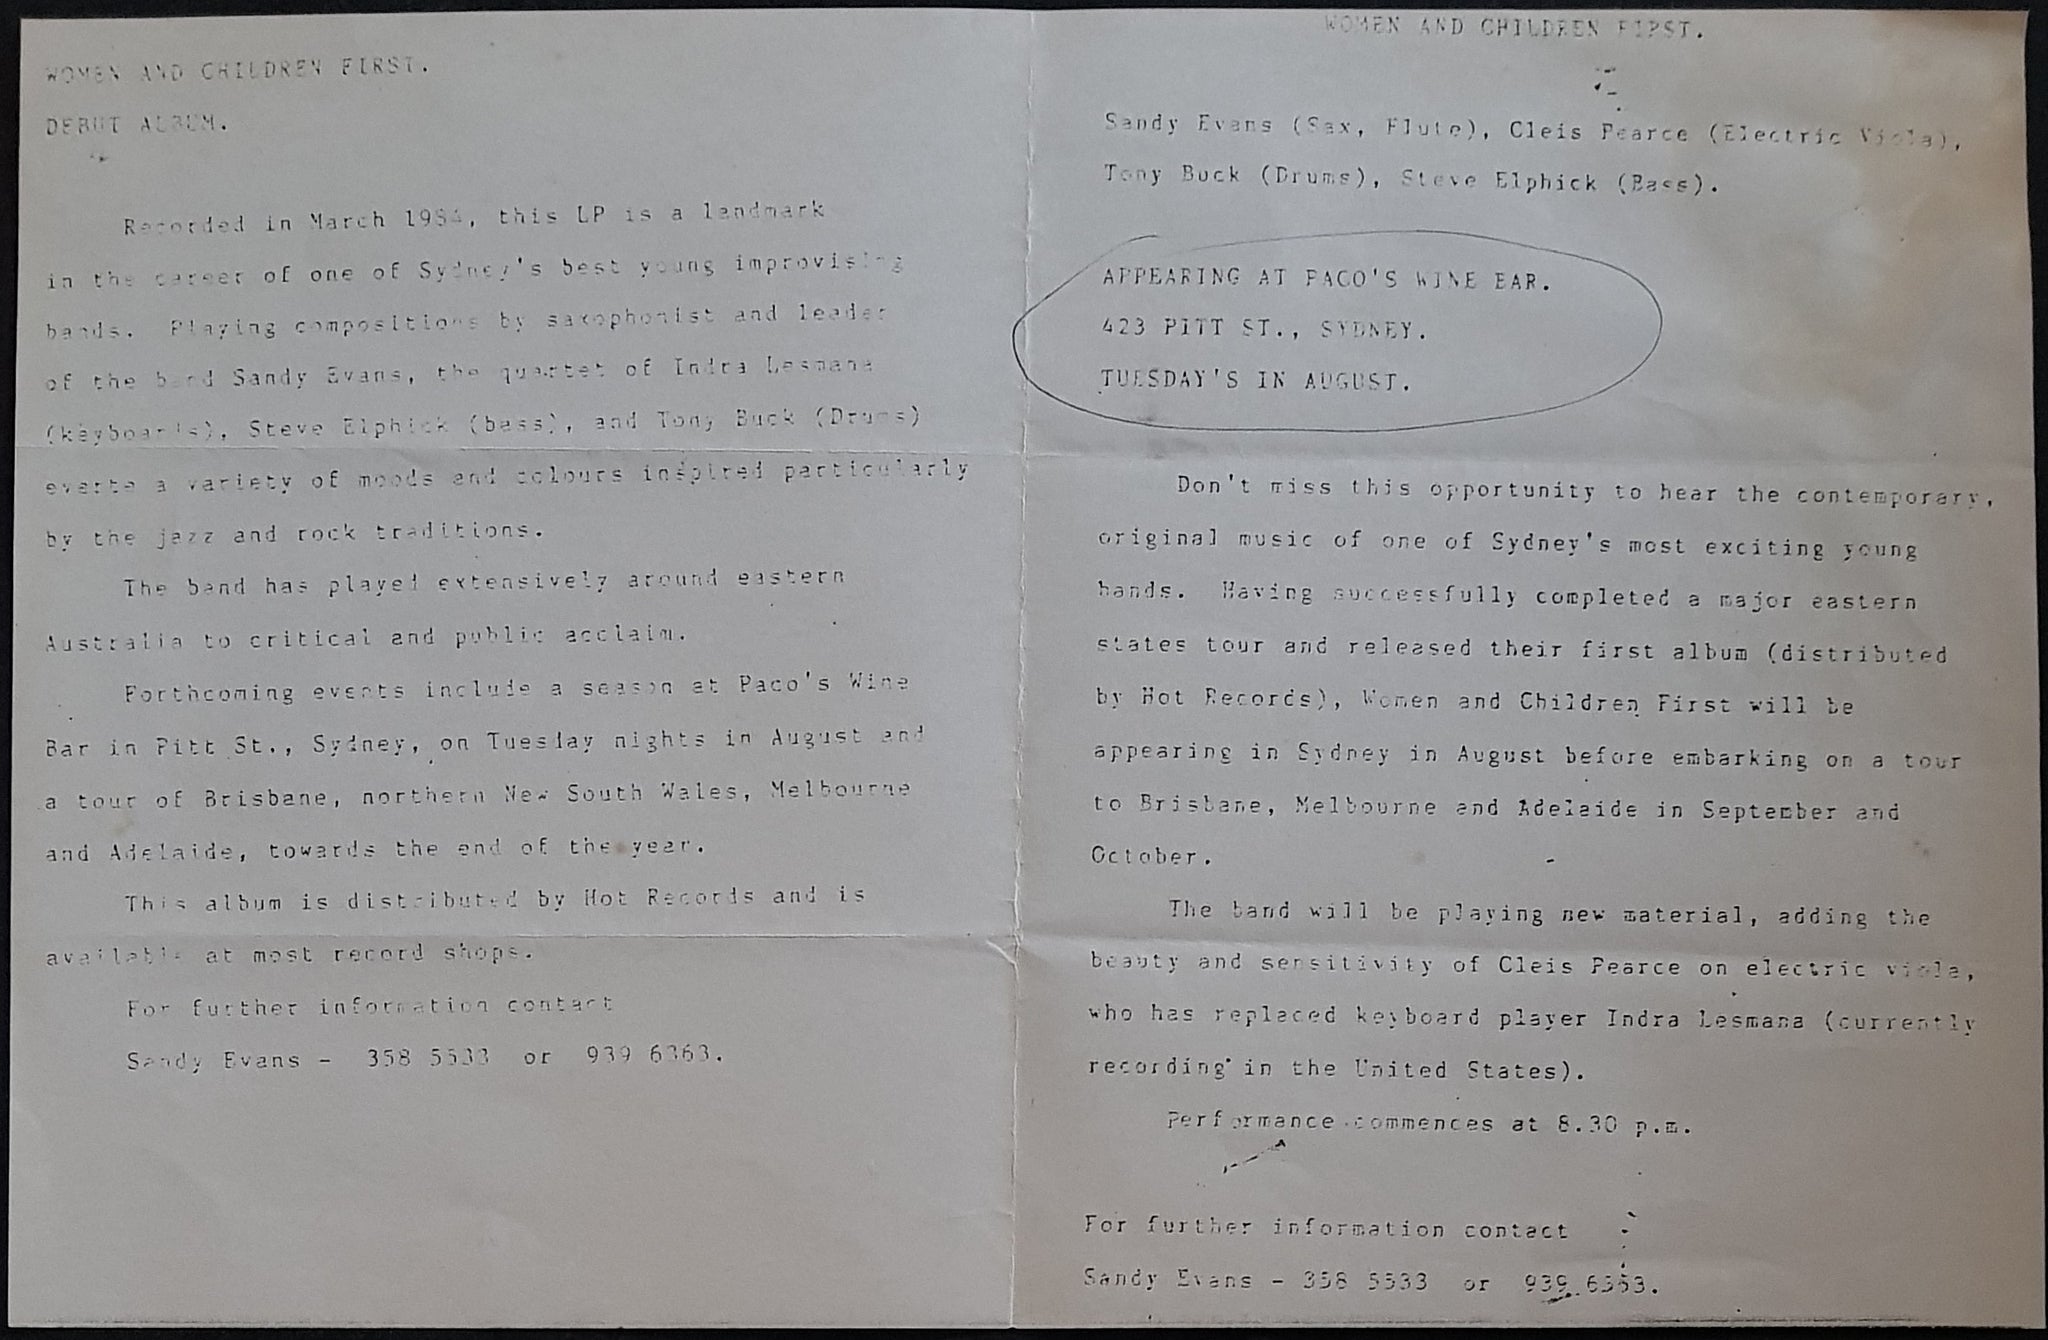 WOMEN AND CHILDREN FIRST.
DEBUT ALBUM.
Recorded in March 1984, this LP is a landmark
in the career of one of Sydney's best young improvising
bands. Playing compositions by saxophonist and leader
of the band Sandy Evans, the quartet of Indra Lesmana
(keyboards), Steve Elphick (bass), and Tony Buck (Drums)
everte a variety of moods and colours inspired particularly
by the jazz and rock traditions.
The band has played extensively around eastern
Australia to critical and public acclaim.
Forthcoming events include a season at Paco's Wine
Bar in Pitt St., Sydney, on Tuesday nights in August and
a tour of Brisbane, northern New South Wales, Melbourne
and Adelaide, towards the end of the year.
This album is distributed by Hot Records and is
available at most record shops.
For further information contact
Sandy Evans - 358 5533 or 939 6363.
WOMEN AND CHILDREN FIRST.
Sandy Evans (Sax, Flute), Cleis Pearce (Electric Viola),
Tony Buck (Drums), Steve Elphick (Bass).
APPEARING AT PACO'S WINE BAR.
423 PITT ST., SYDNEY.
TUESDAY'S IN AUGUST.
Don't miss this opportunity to hear the contemporary,
original music of one of Sydney's most exciting young
bands. Having successfully completed a major eastern
states tour and released their first album (distributed
by Hot Records), Women and Children First will be
appearing in Sydney in August before embarking on a tour
to Brisbane, Melbourne and Adelaide in September and
October.
The band will be playing new material, adding the
beauty and sensitivity of Cleis Pearce on electric viola,
who has replaced keyboard player Indra Lesmana (currently
recording in the United States).
Performance commences at 8.30 p.m.
For further information contact
Sandy Evans - 358 5533 or 939 6363.